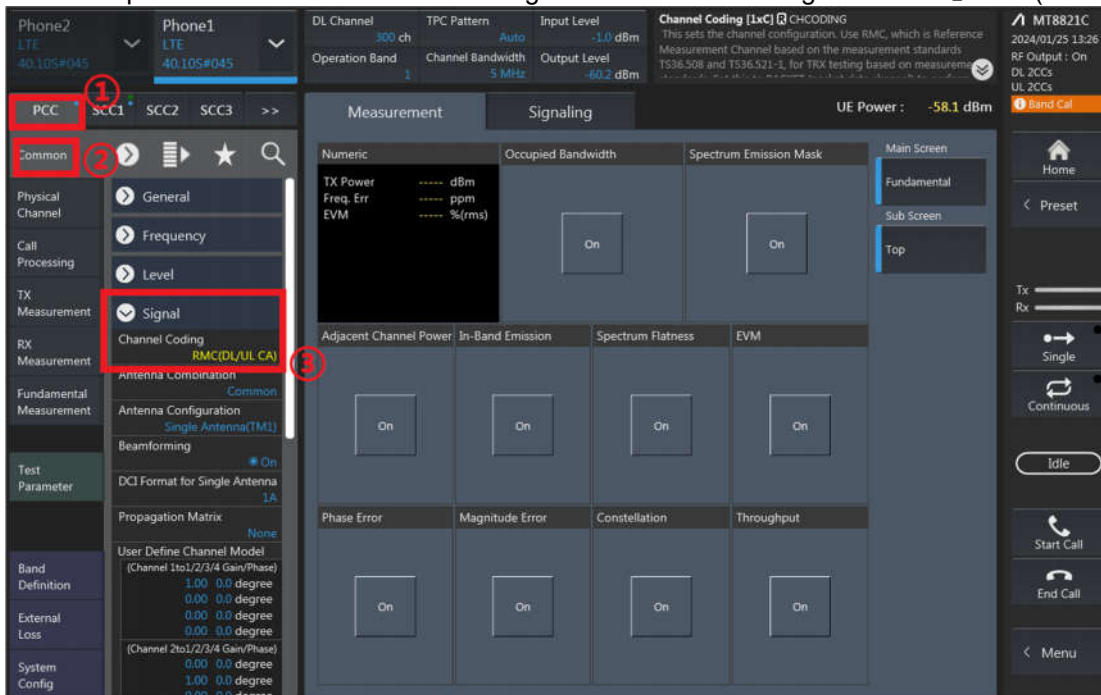 Phone2
LTE
40.10S#045
Phone1
LTE
40.10S#045
DL Channel
300 ch
TPC Pattern
Auto
Input Level
-1.0 dBm
Operation Band
1
Channel Bandwidth
5 MHz
Output Level
-60.2 dBm
Channel Coding [1xC] R CHCODING
This sets the channel configuration. Use RMC, which is Reference
Measurement Channel based on the measurement standards
TS36.508 and TS36.521-1, for TRX testing based on measureme
MT8821C
2024/01/25 13:26
RF Output : On
DL 2CCs
UL 2CCs
Band Cal
①
PCC
SCC1
SCC2
SCC3
>>
Measurement
Signaling
UE Power : -58.1 dBm
Common
②
Physical
Channel
Call
Processing
TX
Measurement
RX
Measurement
Fundamental
Measurement
Test
Parameter
Band
Definition
External
Loss
System
Config
General
Frequency
Level
Signal
Channel Coding
RMC(DL/UL CA)
③
Antenna Combination
Common
Antenna Configuration
Single Antenna(TM1)
Beamforming
On
DCI Format for Single Antenna
1A
Propagation Matrix
None
User Define Channel Model
(Channel 1to1/2/3/4 Gain/Phase)
1.00 0.0 degree
0.00 0.0 degree
0.00 0.0 degree
0.00 0.0 degree
(Channel 2to1/2/3/4 Gain/Phase)
0.00 0.0 degree
1.00 0.0 degree
Numeric
TX Power ----- dBm
Freq. Err ----- ppm
EVM ----- %(rms)
Occupied Bandwidth
On
Spectrum Emission Mask
On
Adjacent Channel Power
On
In-Band Emission
On
Spectrum Flatness
On
EVM
On
Phase Error
On
Magnitude Error
On
Constellation
On
Throughput
On
Main Screen
Fundamental
Sub Screen
Top
Home
< Preset
Tx
Rx
Single
Continuous
Idle
Start Call
End Call
< Menu